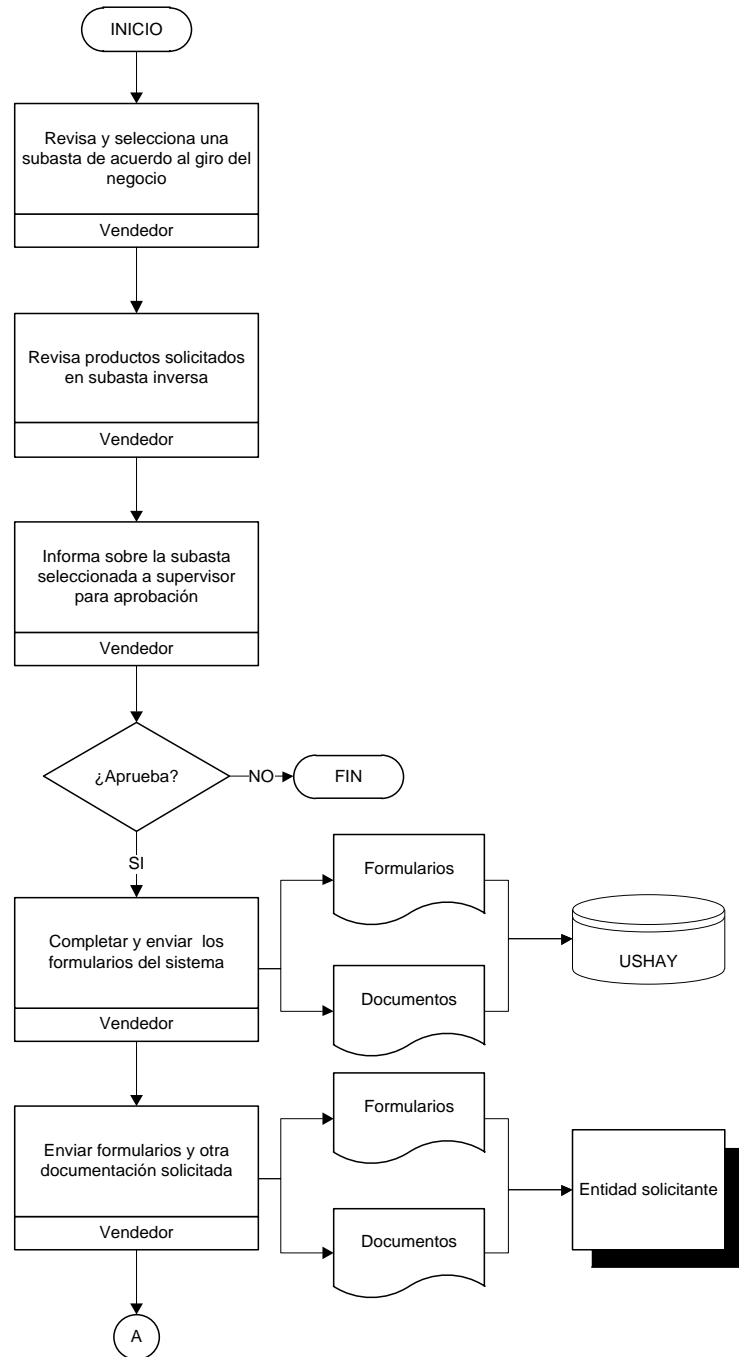 INICIO
Revisa y selecciona una
subasta de acuerdo al giro del
negocio
Vendedor
Revisa productos solicitados
en subasta inversa
Vendedor
Informa sobre la subasta
seleccionada a supervisor
para aprobación
Vendedor
¿Aprueba?
NO
FIN
SI
Completar y enviar los
formularios del sistema
Vendedor
Formularios
Documentos
USHAY
Enviar formularios y otra
documentación solicitada
Vendedor
Formularios
Documentos
Entidad solicitante
A